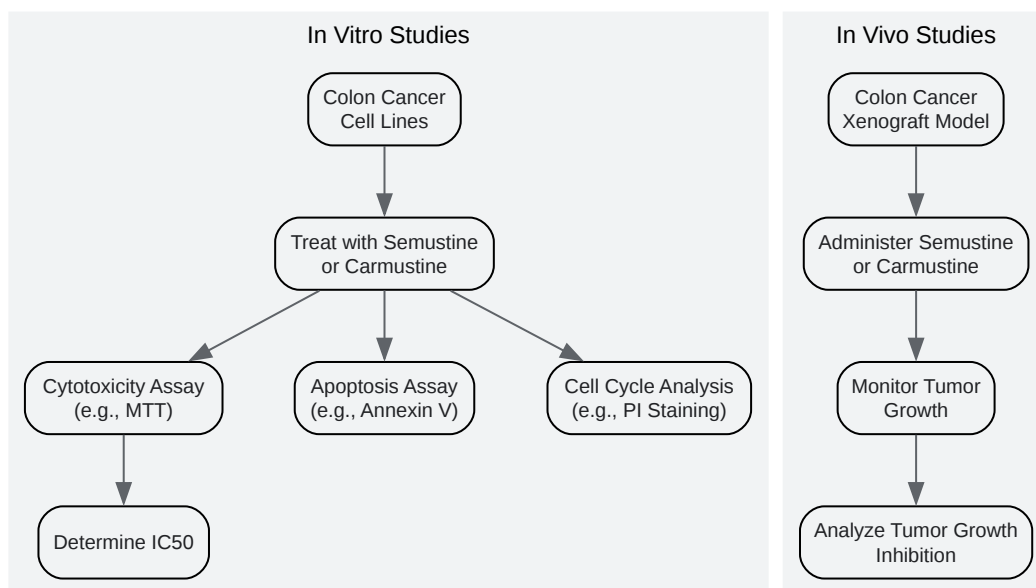 In Vitro Studies
Colon Cancer
Cell Lines
Treat with Semustine
or Carmustine
Cytotoxicity Assay
(e.g., MTT)
Apoptosis Assay
(e.g., Annexin V)
Cell Cycle Analysis
(e.g., PI Staining)
Determine IC50
In Vivo Studies
Colon Cancer
Xenograft Model
Administer Semustine
or Carmustine
Monitor Tumor
Growth
Analyze Tumor Growth
Inhibition